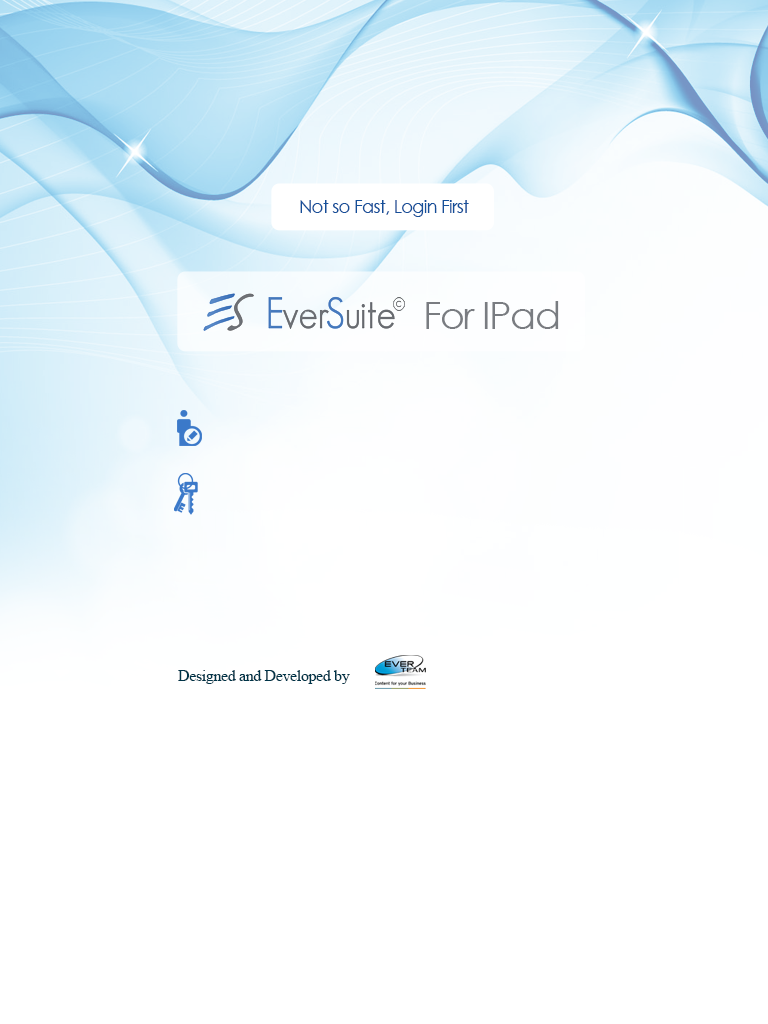 Not so Fast, Login First
ES EverSuite© For IPad
Designed and Developed by
EVER TEAM
Content for your Business